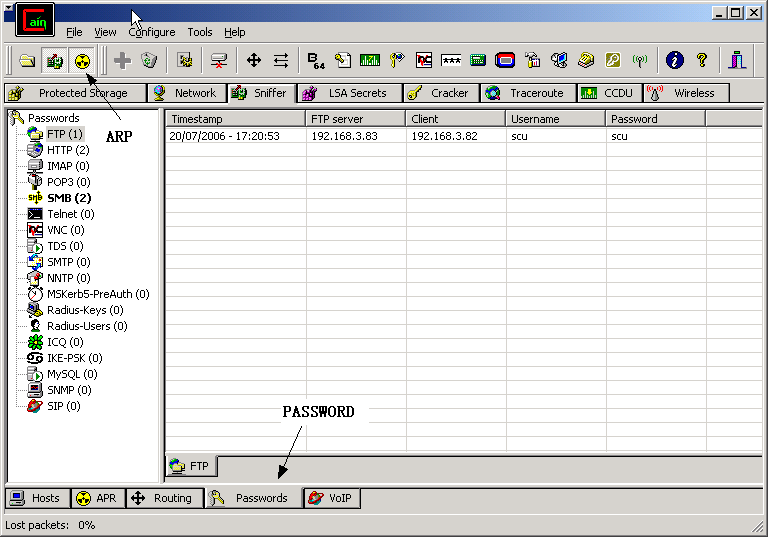 Cain
File View Configure Tools Help
B 64 ***
Protected Storage Network Sniffer LSA Secrets Cracker Traceroute CCDU Wireless
ARP
Passwords
FTP (1)
HTTP (2)
IMAP (0)
POP3 (0)
SMB SMB (2)
Telnet (0)
VNC (0)
TDS (0)
SMTP (0)
NNTP (0)
MSKerb5-PreAuth (0)
Radius-Keys (0)
Radius-Users (0)
ICQ (0)
IKE-PSK (0)
MySQL (0)
SNMP (0)
SIP (0)
Timestamp FTP server Client Username Password
20/07/2006 - 17:20:53 192.168.3.83 192.168.3.82 scu scu
PASSWORD
FTP
Hosts APR Routing Passwords VoIP
Lost packets: 0%